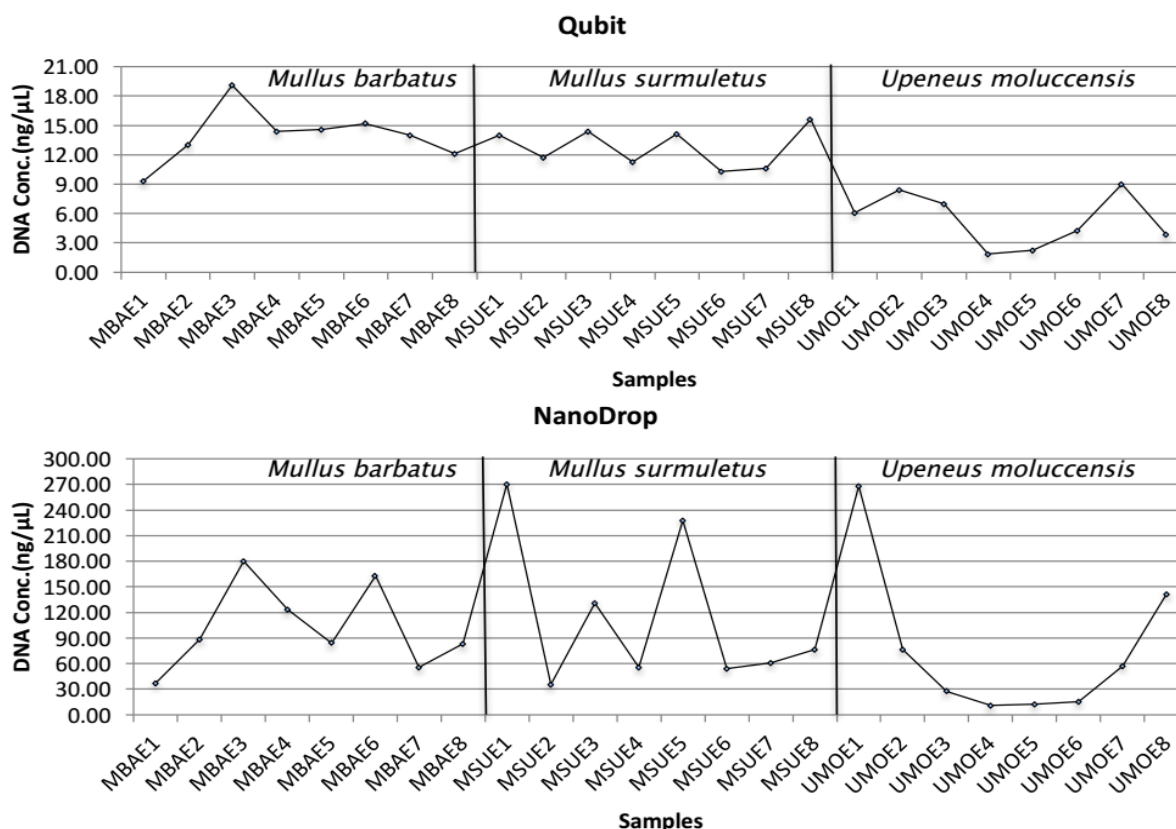 Qubit
DNA Conc.(ng/µL)
21.00
18.00
15.00
12.00
9.00
6.00
3.00
0.00
Mullus barbatus Mullus surmuletus Upeneus moluccensis
MBAE1 MBAE2 MBAE3 MBAE4 MBAE5 MBAE6 MBAE7 MBAE8 MSUE1 MSUE2 MSUE3 MSUE4 MSUE5 MSUE6 MSUE7 MSUE8 UMOE1 UMOE2 UMOE3 UMOE4 UMOE5 UMOE6 UMOE7 UMOE8
Samples
NanoDrop
DNA Conc.(ng/µL)
300.00
270.00
240.00
210.00
180.00
150.00
120.00
90.00
60.00
30.00
0.00
Mullus barbatus Mullus surmuletus Upeneus moluccensis
MBAE1 MBAE2 MBAE3 MBAE4 MBAE5 MBAE6 MBAE7 MBAE8 MSUE1 MSUE2 MSUE3 MSUE4 MSUE5 MSUE6 MSUE7 MSUE8 UMOE1 UMOE2 UMOE3 UMOE4 UMOE5 UMOE6 UMOE7 UMOE8
Samples